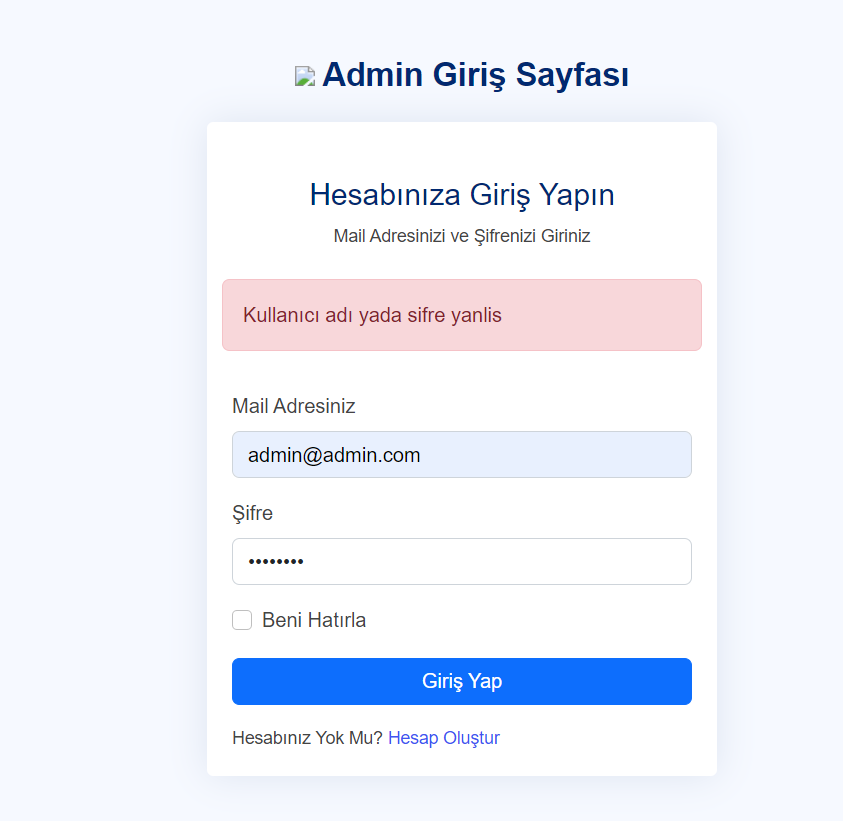 Admin Giriş Sayfası
Hesabınıza Giriş Yapın
Mail Adresinizi ve Şifrenizi Giriniz
Kullanıcı adı yada sifre yanlis
Mail Adresiniz
admin@admin.com
Şifre
••••••••
Beni Hatırla
Giriş Yap
Hesabınız Yok Mu? Hesap Oluştur